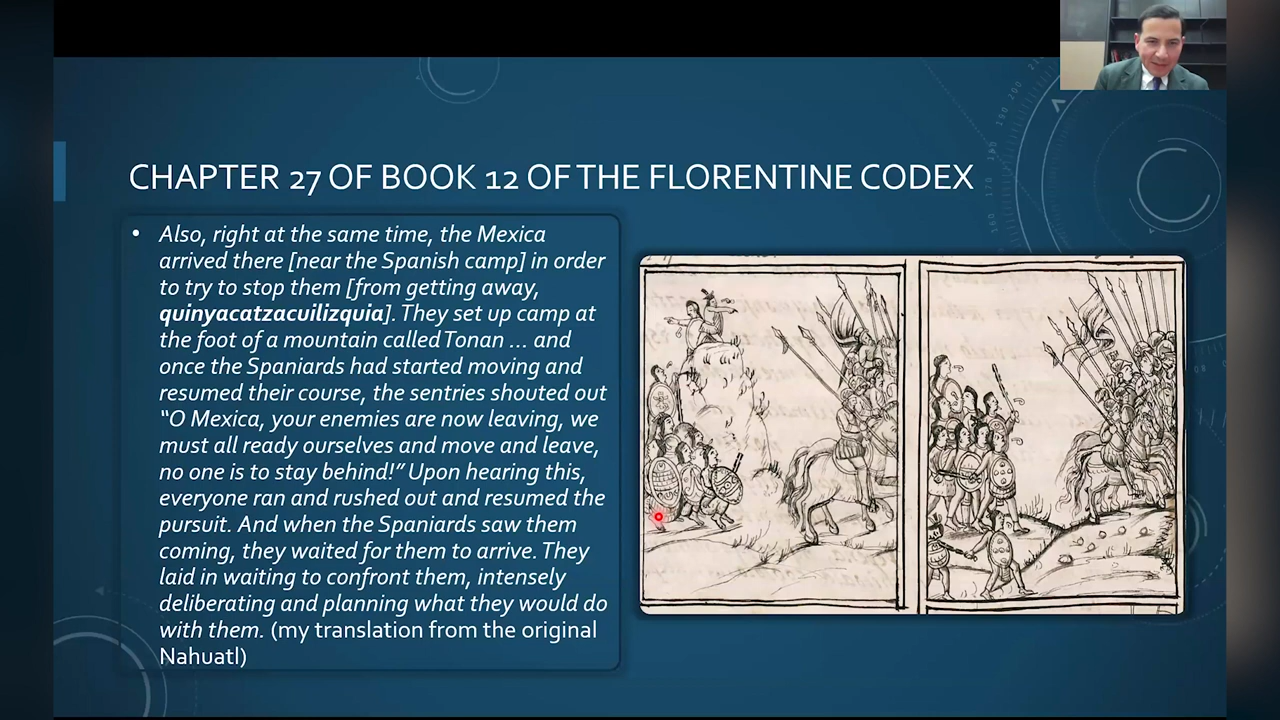 CHAPTER 27 OF BOOK 12 OF THE FLORENTINE CODEX
• Also, right at the same time, the Mexica
arrived there [near the Spanish camp] in order
to try to stop them [from getting away,
quinyacatzacuilizquia]. They set up camp at
the foot of a mountain called Tonan ... and
once the Spaniards had started moving and
resumed their course, the sentries shouted out
“O Mexica, your enemies are now leaving, we
must all ready ourselves and move and leave,
no one is to stay behind!” Upon hearing this,
everyone ran and rushed out and resumed the
pursuit. And when the Spaniards saw them
coming, they waited for them to arrive. They
laid in waiting to confront them, intensely
deliberating and planning what they would do
with them. (my translation from the original
Nahuatl)